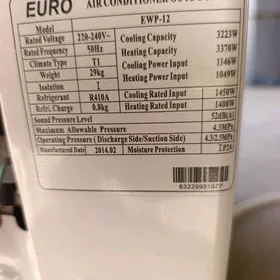 EURO AIR CONDITIONER OUTDO
Model EWP-12
Rated Voltage 220-240V~ Cooling Capacity 3223W
Rated Frequency 50Hz Heating Capacity 3370W
Climate Type T1 Cooling Power Input 1146W
Weight 29kg Heating Power Input 1049W
Isolation I
Refrigerant R410A Cooling Rated Input 1450W
Refri. Charge 0.8kg Heating Rated Input 1400W
Sound Pressure Level 52dB(A)
Maximum Allowable Pressure 4.3MPa
Operating Pressure ( Discharge Side/Suction Side) 4.3/2.5MPa
Manufactured Date 2014.02 Moisture Protection IP24